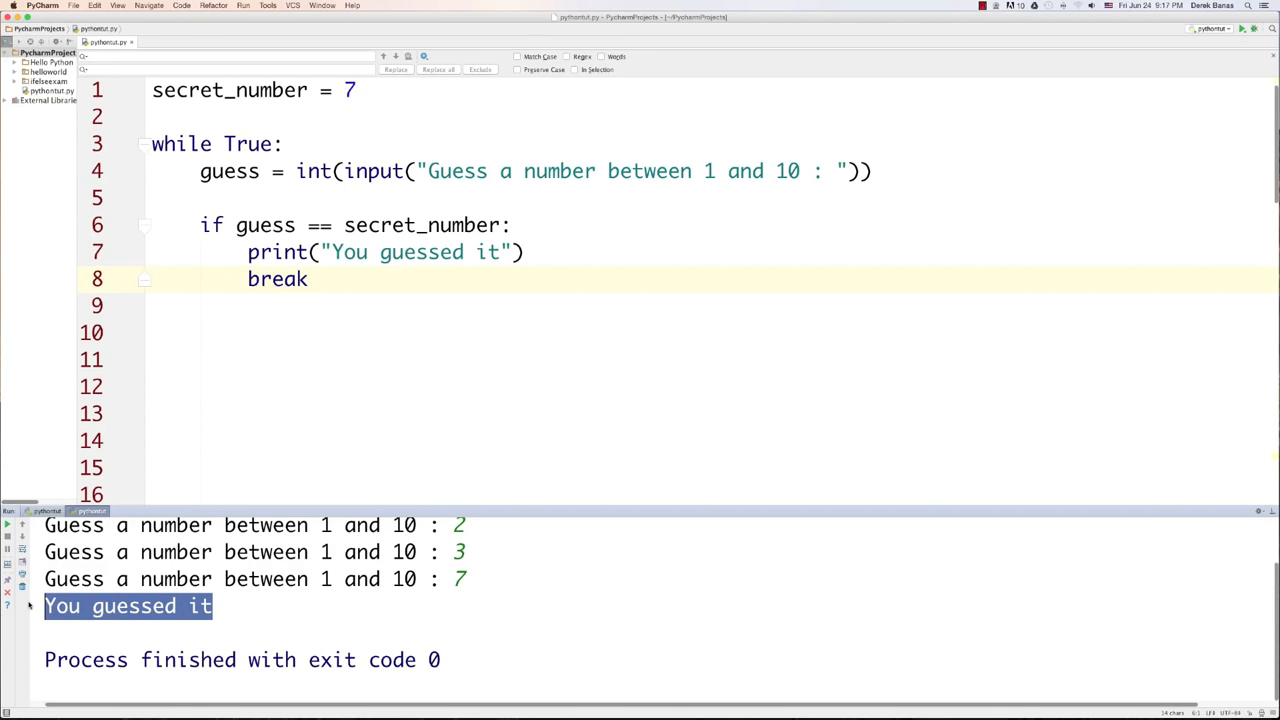 PyCharm File Edit View Navigate Code Refactor Run Tools VCS Window Help
Fri Jun 24 9:17 PM Derek Banas
pythontut.py - PycharmProjects - [~/PycharmProjects]
PycharmProjects pythontut.py
pythontut
pythontut.py
PycharmProject
Hello Python
helloworld
ifelseexam
pythontut.py
External Librarie
Match Case Regex Words
Replace Replace all Exclude Preserve Case In Selection
1 secret_number = 7
2
3 while True:
4 guess = int(input("Guess a number between 1 and 10 : "))
5
6 if guess == secret_number:
7 print("You guessed it")
8 break
9
10
11
12
13
14
15
16
Run: pythontut pythontut
Guess a number between 1 and 10 : 2
Guess a number between 1 and 10 : 3
Guess a number between 1 and 10 : 7
You guessed it
Process finished with exit code 0
14 chars 6:1 LF UTF-8